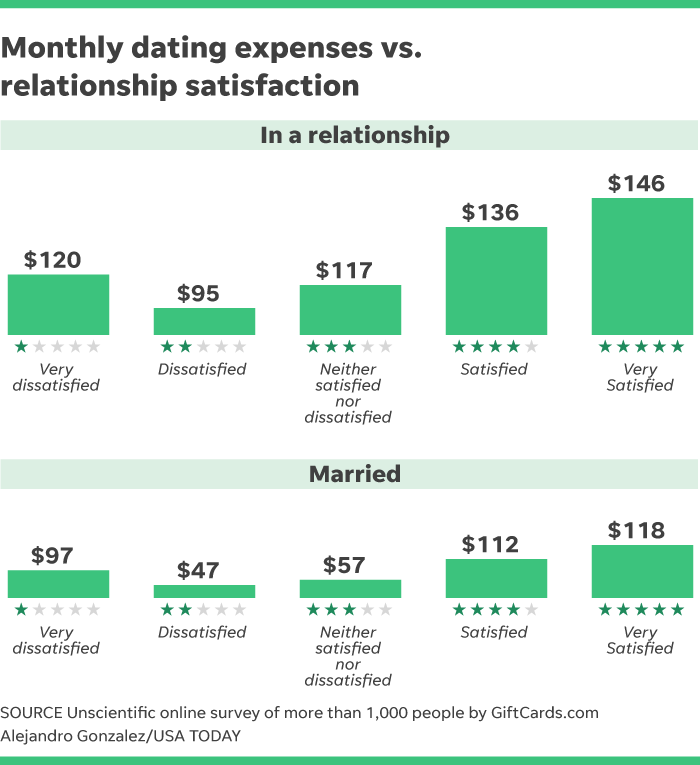 Monthly dating expenses vs.
relationship satisfaction
In a relationship
$120
$95
$117
$136
$146
Very
dissatisfied
Dissatisfied
Neither
satisfied
nor
dissatisfied
Satisfied
Very
Satisfied
Married
$97
$47
$57
$112
$118
Very
dissatisfied
Dissatisfied
Neither
satisfied
nor
dissatisfied
Satisfied
Very
Satisfied
SOURCE Unscientific online survey of more than 1,000 people by GiftCards.com
Alejandro Gonzalez/USA TODAY